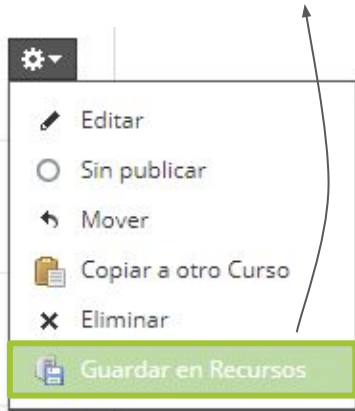 Editar
Sin publicar
Mover
Copiar a otro Curso
Eliminar
Guardar en Recursos